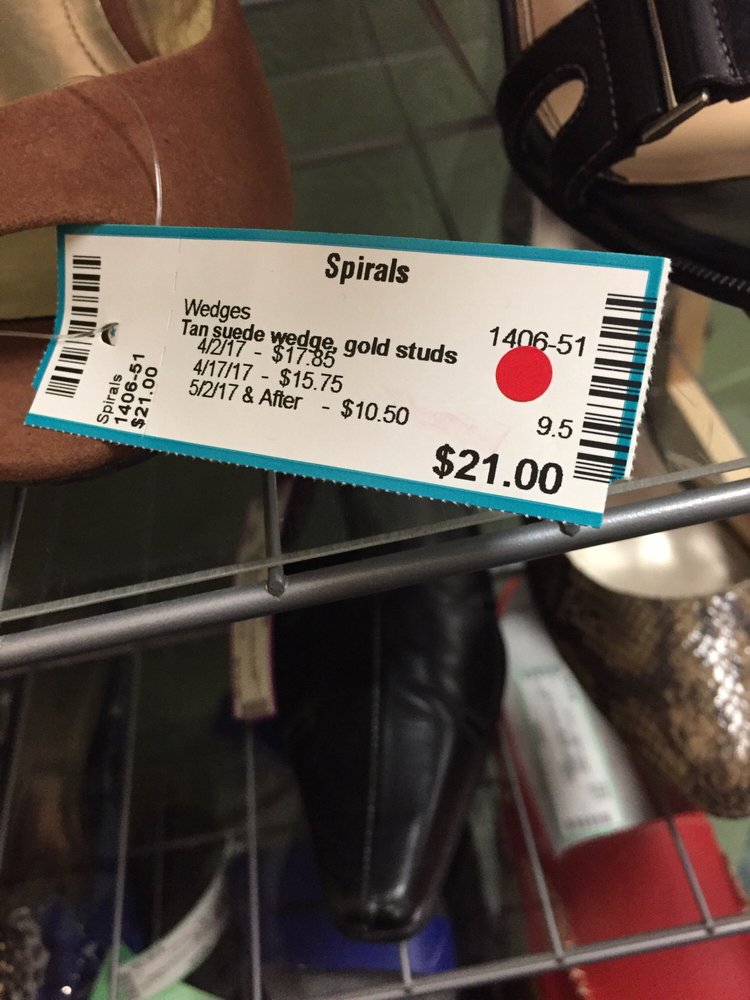 Spirals
Wedges
Tan suede wedge, gold studs
1406-51
4/2/17 - $17.85
4/17/17 - $15.75
5/2/17 & After - $10.50
9.5
$21.00
Spirals
1406-51
$21.00